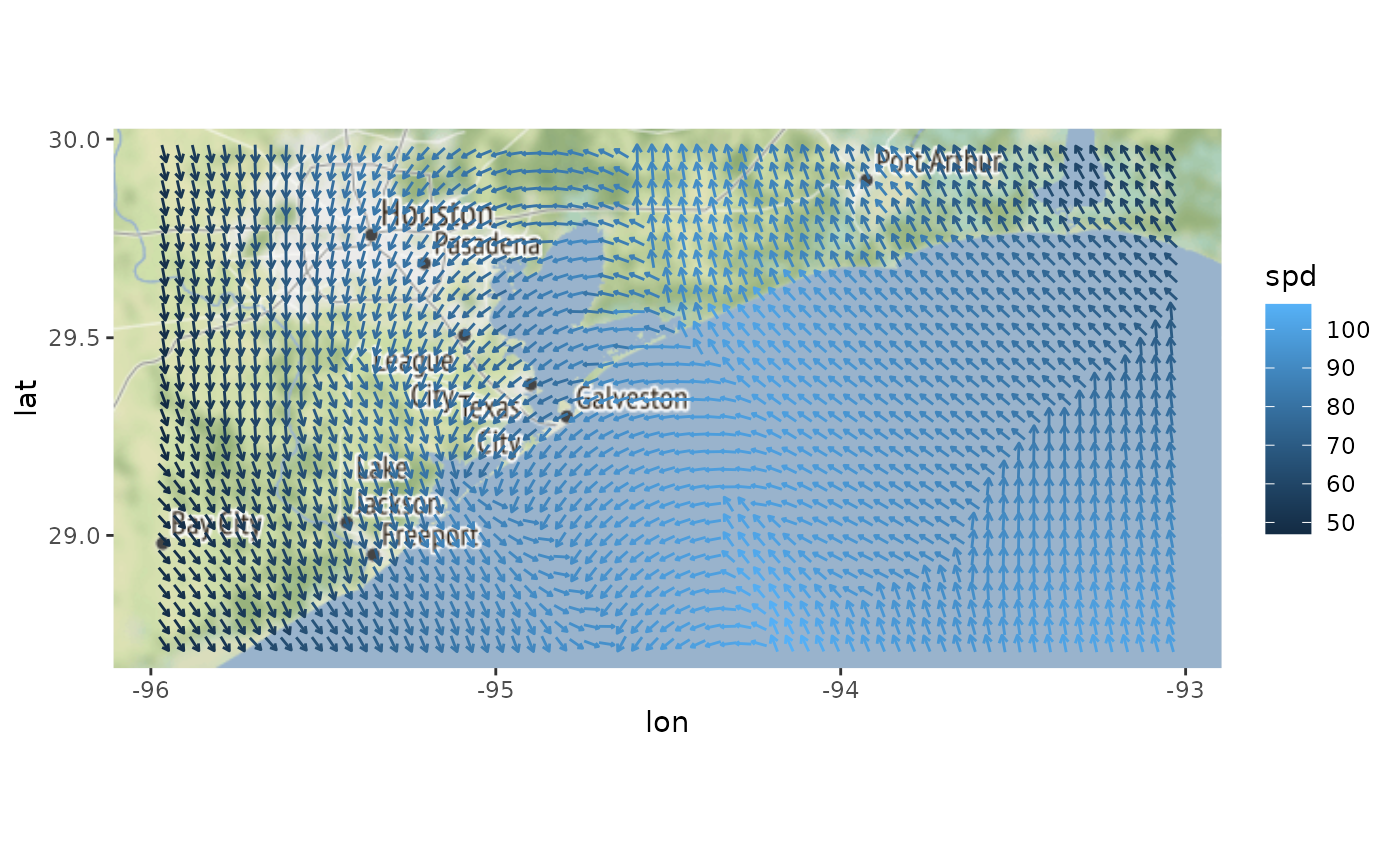 30.0
Port Arthur
Houston
Pasadena
spd
29.5
100
League
90
City
Texas
Galveston
lat
80
City
70
Lake
60
Jackson
50
Bay City
Freeport
29.0
-96
-95
-94
-93
lon